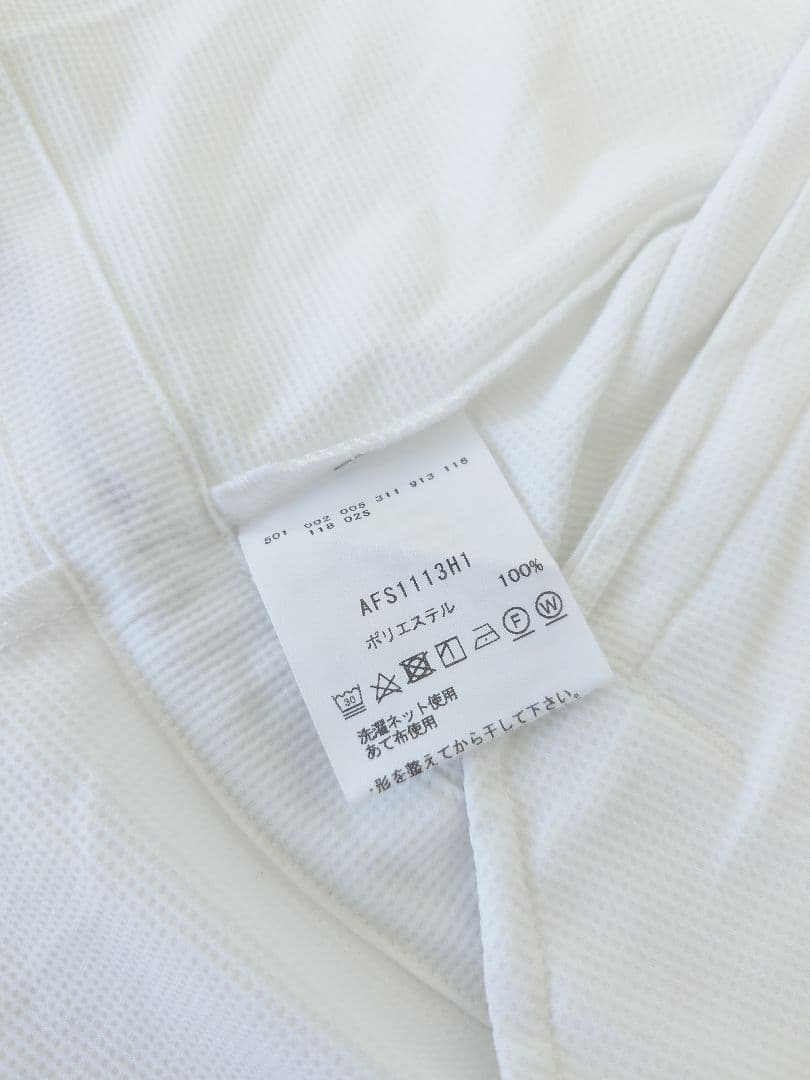 501 002 005 311 913 118
118 02S
AFS1113H1
ポリエステル 100%
30 F W
洗濯ネット使用
あて布使用
形を整えてから干して下さい。